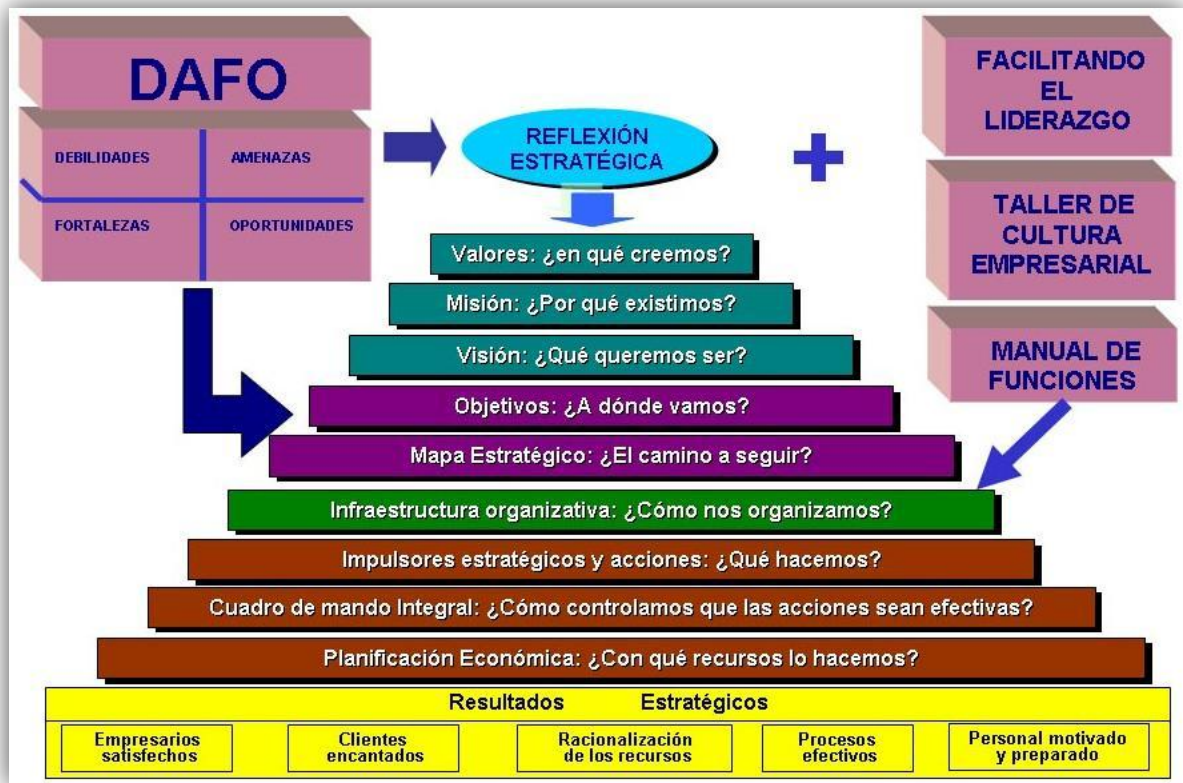 DAFO
DEBILIDADES
AMENAZAS
FORTALEZAS
OPORTUNIDADES
REFLEXIÓN
ESTRATÉGICA
FACILITANDO
EL
LIDERAZGO
TALLER DE
CULTURA
EMPRESARIAL
MANUAL DE
FUNCIONES
Valores: ¿en qué creemos?
Misión: ¿Por qué existimos?
Visión: ¿Qué queremos ser?
Objetivos: ¿A dónde vamos?
Mapa Estratégico: ¿El camino a seguir?
Infraestructura organizativa: ¿Cómo nos organizamos?
Impulsores estratégicos y acciones: ¿Qué hacemos?
Cuadro de mando Integral: ¿Cómo controlamos que las acciones sean efectivas?
Planificación Económica: ¿Con qué recursos lo hacemos?
Resultados Estratégicos
Empresarios
satisfechos
Clientes
encantados
Racionalización
de los recursos
Procesos
efectivos
Personal motivado
y preparado